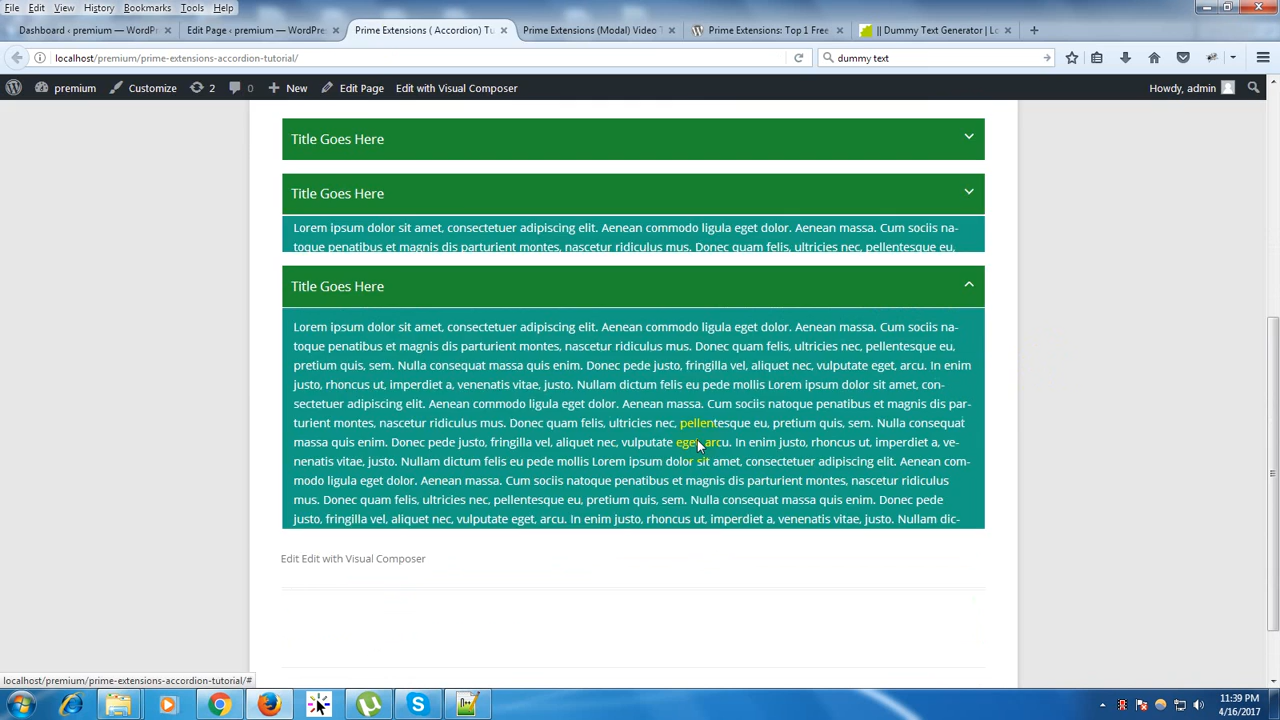 File Edit View History Bookmarks Tools Help
Dashboard ‹ premium — WordP
Edit Page ‹ premium — WordPres
Prime Extensions ( Accordion) Tu
Prime Extensions (Modal) Video T
Prime Extensions: Top 1 Free
|| Dummy Text Generator | Lo
localhost/premium/prime-extensions-accordion-tutorial/
dummy text
premium Customize 2 0 New Edit Page Edit with Visual Composer Howdy, admin
Title Goes Here
Title Goes Here
Lorem ipsum dolor sit amet, consectetuer adipiscing elit. Aenean commodo ligula eget dolor. Aenean massa. Cum sociis na-
toque penatibus et magnis dis parturient montes, nascetur ridiculus mus. Donec quam felis, ultricies nec, pellentesque eu,
Title Goes Here
Lorem ipsum dolor sit amet, consectetuer adipiscing elit. Aenean commodo ligula eget dolor. Aenean massa. Cum sociis na-
toque penatibus et magnis dis parturient montes, nascetur ridiculus mus. Donec quam felis, ultricies nec, pellentesque eu,
pretium quis, sem. Nulla consequat massa quis enim. Donec pede justo, fringilla vel, aliquet nec, vulputate eget, arcu. In enim
justo, rhoncus ut, imperdiet a, venenatis vitae, justo. Nullam dictum felis eu pede mollis Lorem ipsum dolor sit amet, con-
sectetuer adipiscing elit. Aenean commodo ligula eget dolor. Aenean massa. Cum sociis natoque penatibus et magnis dis par-
turient montes, nascetur ridiculus mus. Donec quam felis, ultricies nec, pellentesque eu, pretium quis, sem. Nulla consequat
massa quis enim. Donec pede justo, fringilla vel, aliquet nec, vulputate eget, arcu. In enim justo, rhoncus ut, imperdiet a, ve-
nenatis vitae, justo. Nullam dictum felis eu pede mollis Lorem ipsum dolor sit amet, consectetuer adipiscing elit. Aenean com-
modo ligula eget dolor. Aenean massa. Cum sociis natoque penatibus et magnis dis parturient montes, nascetur ridiculus
mus. Donec quam felis, ultricies nec, pellentesque eu, pretium quis, sem. Nulla consequat massa quis enim. Donec pede
justo, fringilla vel, aliquet nec, vulputate eget, arcu. In enim justo, rhoncus ut, imperdiet a, venenatis vitae, justo. Nullam dic-
Edit Edit with Visual Composer
localhost/premium/prime-extensions-accordion-tutorial/#
11:39 PM
4/16/2017